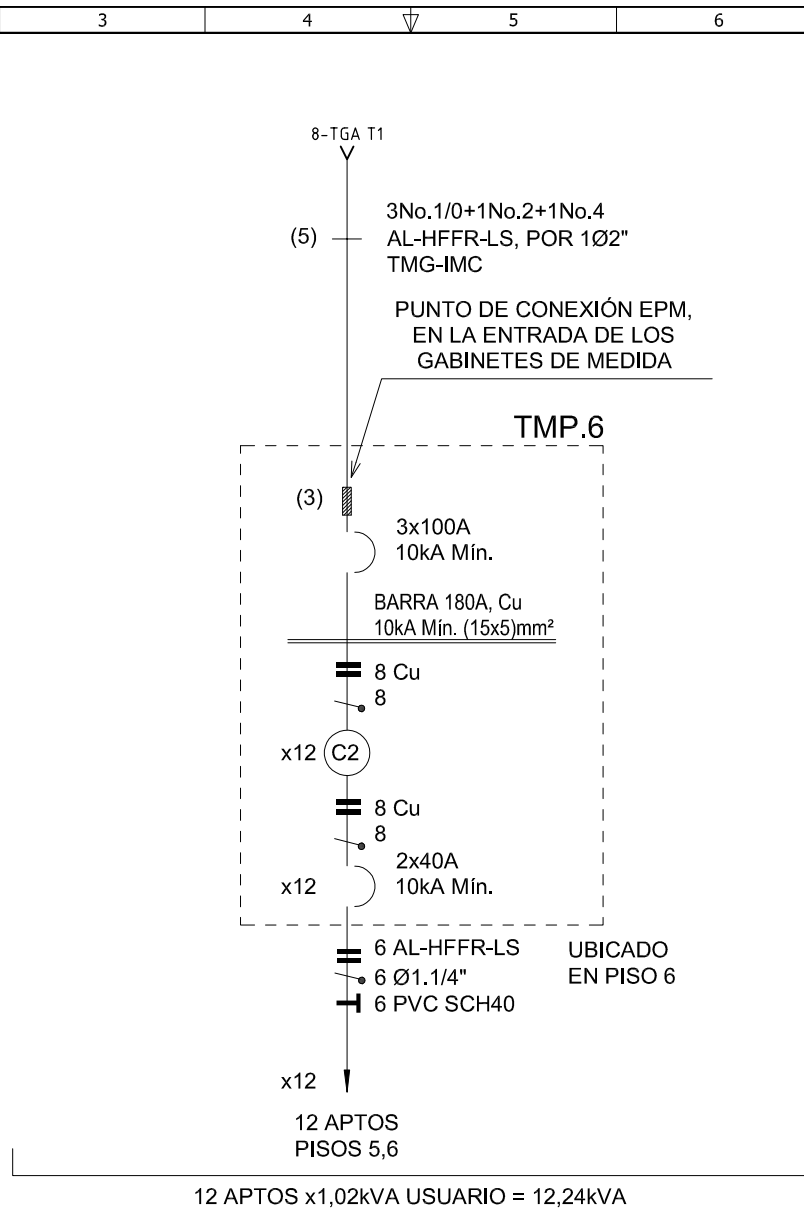 3 4 5 6
8-TGA T1
(5)
3No.1/0+1No.2+1No.4
AL-HFFR-LS, POR 1Ø2"
TMG-IMC
PUNTO DE CONEXIÓN EPM,
EN LA ENTRADA DE LOS
GABINETES DE MEDIDA
TMP.6
(3)
3x100A
10kA Mín.
BARRA 180A, Cu
10kA Mín. (15x5)mm²
8 Cu
8
x12 C2
8 Cu
8
2x40A
x12 10kA Mín.
6 AL-HFFR-LS
6 Ø1.1/4"
6 PVC SCH40
UBICADO
EN PISO 6
x12
12 APTOS
PISOS 5,6
12 APTOS x1,02kVA USUARIO = 12,24kVA